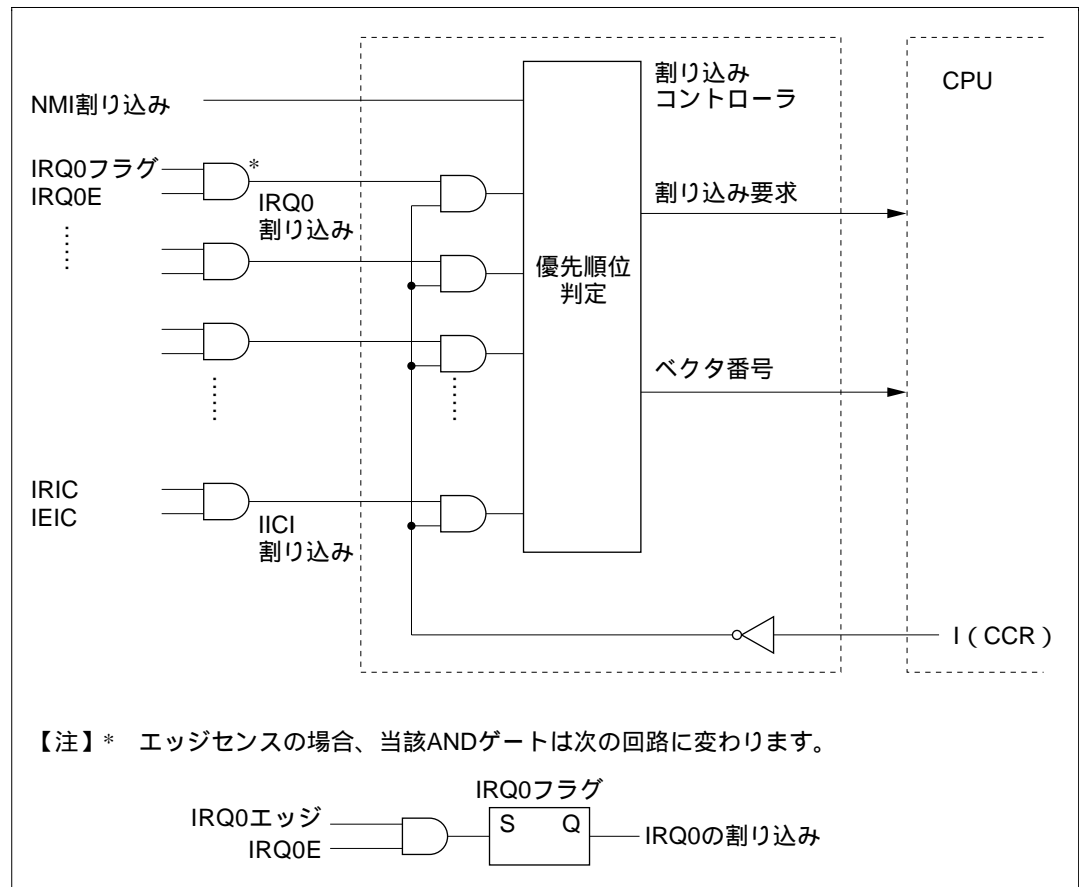 NMI割り込み
IRQ0フラグ
IRQ0E
*
IRQ0
割り込み
IRIC
IEIC
IICI
割り込み
優先順位
判定
割り込み
コントローラ
割り込み要求
ベクタ番号
CPU
I(CCR)
【注】* エッジセンスの場合、当該ANDゲートは次の回路に変わります。
IRQ0フラグ
IRQ0エッジ
IRQ0E
S Q
IRQ0の割り込み